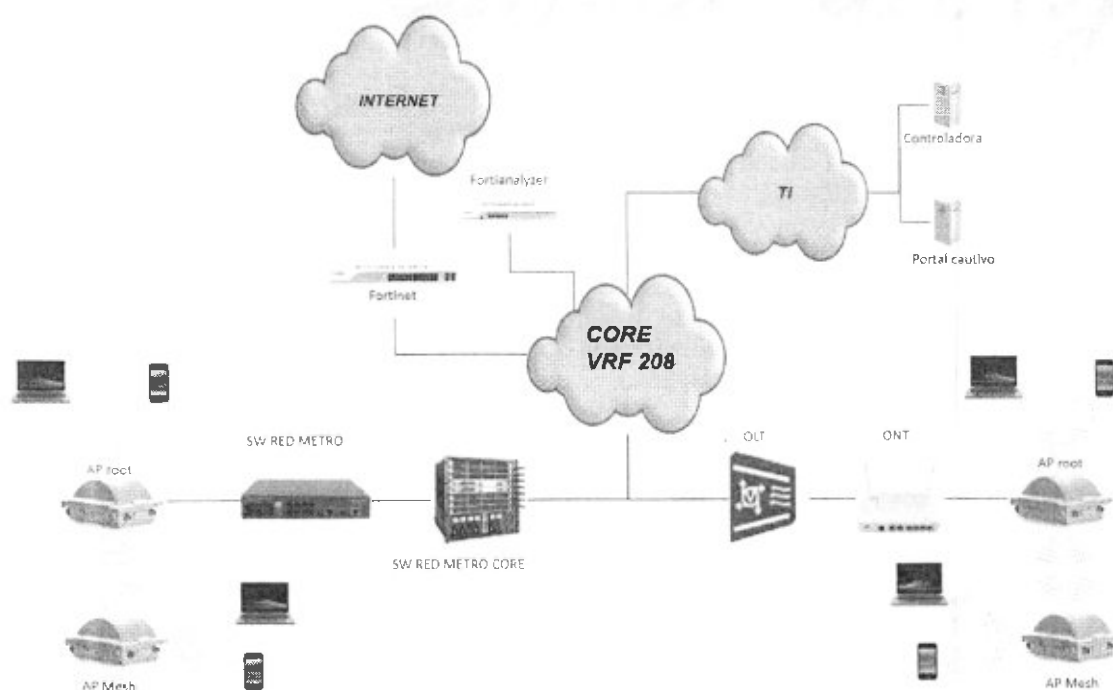 INTERNET
Fortianalyzer
Controladora
TI
Portal cautivo
Fortinet
CORE
VRF 208
SW RED METRO
OLT
ONT
AP root
AP root
SW RED METRO CORE
AP Mesh
AP Mesh